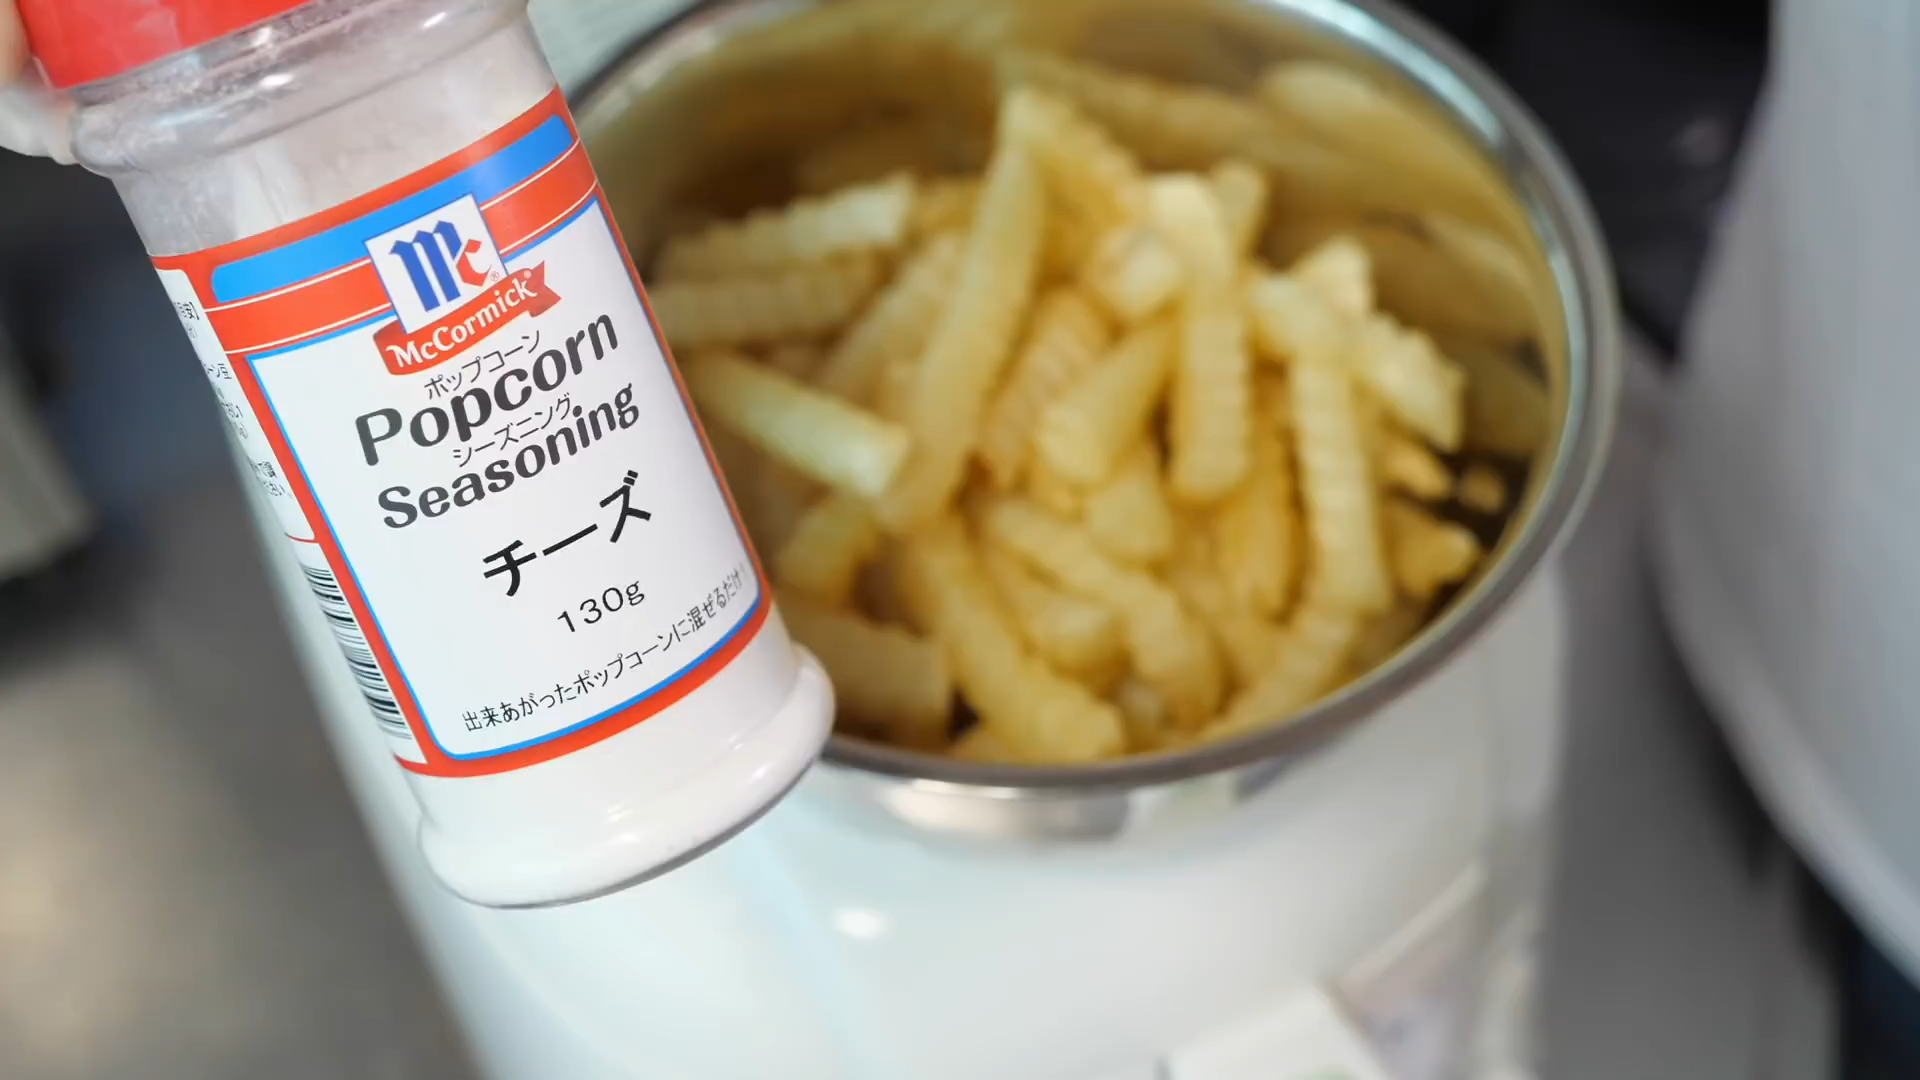 Mc
McCormick®
ポップコーン
Popcorn
シーズニング
Seasoning
チーズ
130g
出来あがったポップコーンに混ぜるだけ